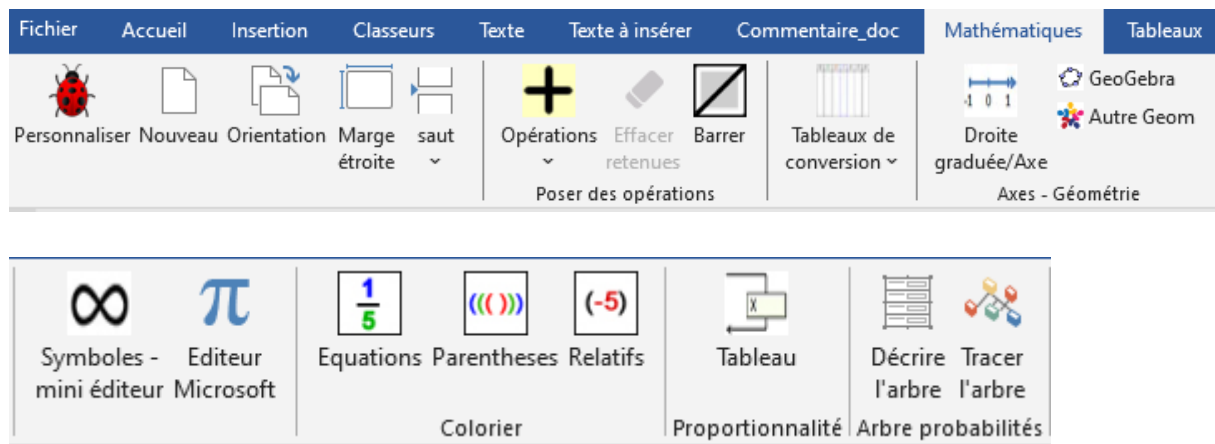 Fichier Accueil Insertion Classeurs Texte Texte à insérer Commentaire_doc Mathématiques Tableaux
-1 0 1
GeoGebra
Autre Geom
Personnaliser Nouveau Orientation Marge étroite saut Opérations Effacer retenues Barrer Tableaux de conversion Droite graduée/Axe
Poser des opérations Axes - Géométrie
∞ π 1/5 ((( ))) (-5) X
Symboles - mini éditeur Editeur Microsoft Equations Parentheses Relatifs Tableau Décrire l'arbre Tracer l'arbre
Colorier Proportionnalité Arbre probabilités